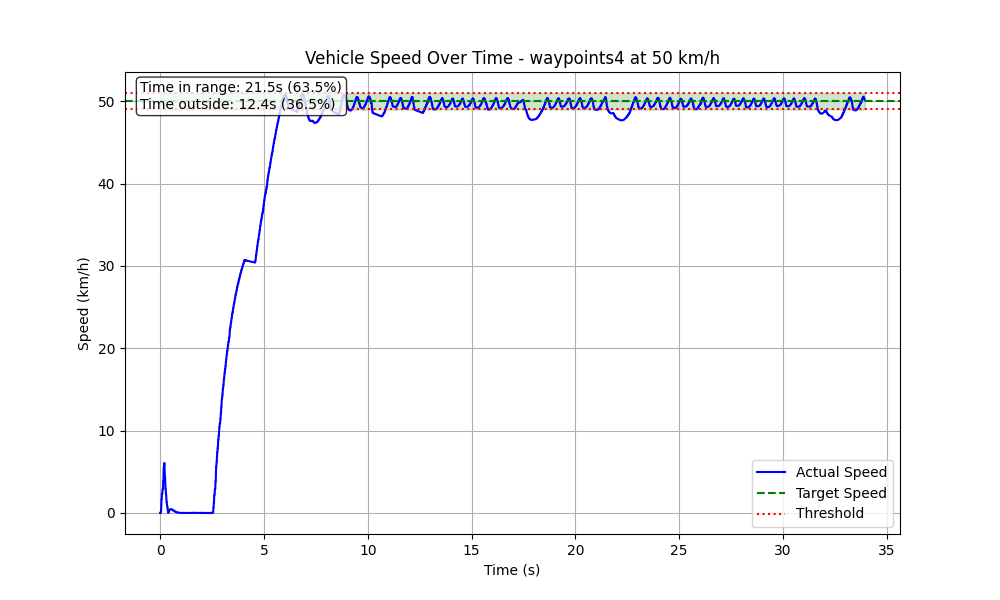 Vehicle Speed Over Time - waypoints4 at 50 km/h
Time in range: 21.5s (63.5%)
Time outside: 12.4s (36.5%)
50
40
30
20
10
0
Speed (km/h)
Actual Speed
Target Speed
Threshold
0 5 10 15 20 25 30 35
Time (s)